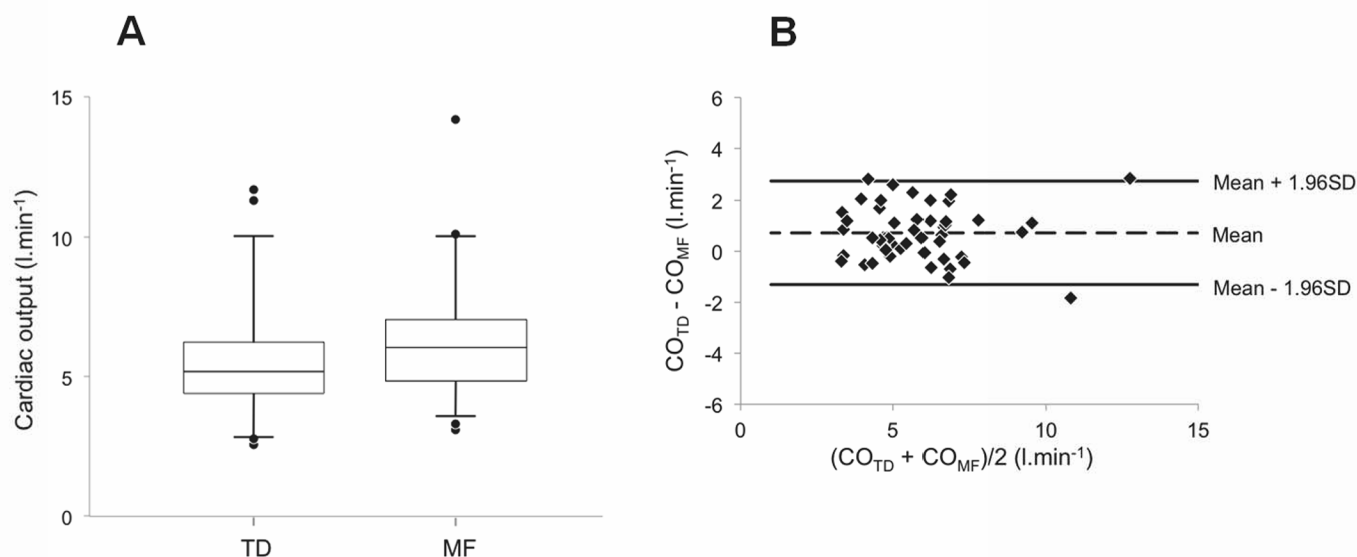 A
Cardiac output (l.min⁻¹)
15
10
5
0
TD
MF
B
CO_TD - CO_MF (l.min⁻¹)
6
4
2
0
-2
-4
-6
Mean + 1.96SD
Mean
Mean - 1.96SD
0
5
10
15
(CO_TD + CO_MF)/2 (l.min⁻¹)